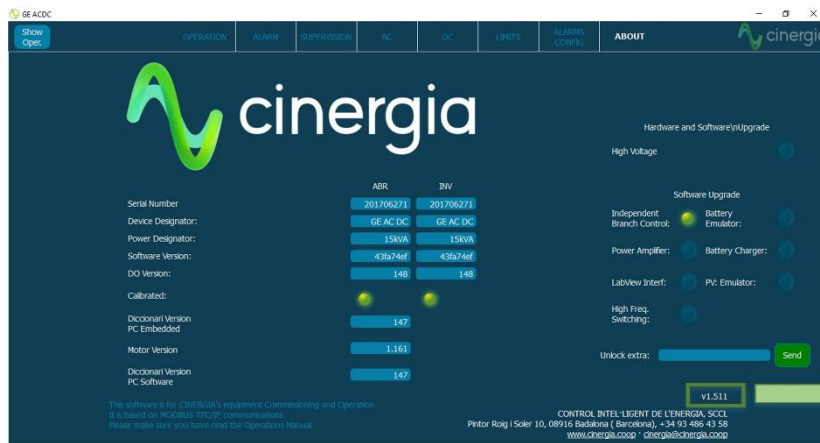 GE ACDC
Show
Oper.
OPERATION ALARM SUPERVISION AC DC LIMITS ALARMS CONFIG ABOUT
cinergia
cinergia
Hardware and Software\nUpgrade
High Voltage
ABR INV
Software Upgrade
Serial Number 201706271 201706271
Device Designator: GE AC DC GE AC DC
Power Designator: 15kVA 15kVA
Software Version: 43fa74ef 43fa74ef
DO Version: 148 148
Calibrated:
Diccionari Version
PC Embedded 147
Motor Version 1.161
Diccionari Version
PC Software 147
Independent
Branch Control:
Battery
Emulator:
Power Amplifier: Battery Charger:
LabView Interf: PV: Emulator:
High Freq.
Switching:
Unlock extra: Send
v1.511
This software is for CINERGIA's equipment Commissioning and Operation
It is based on MODBUS TPC/IP communications
Please make sure you have read the Operations Manual
CONTROL INTEL·LIGENT DE L'ENERGIA, SCCL
Pintor Roig i Soler 10, 08916 Badalona ( Barcelona), +34 93 486 43 58
www.cinergia.coop · cinergia@cinergia.coop